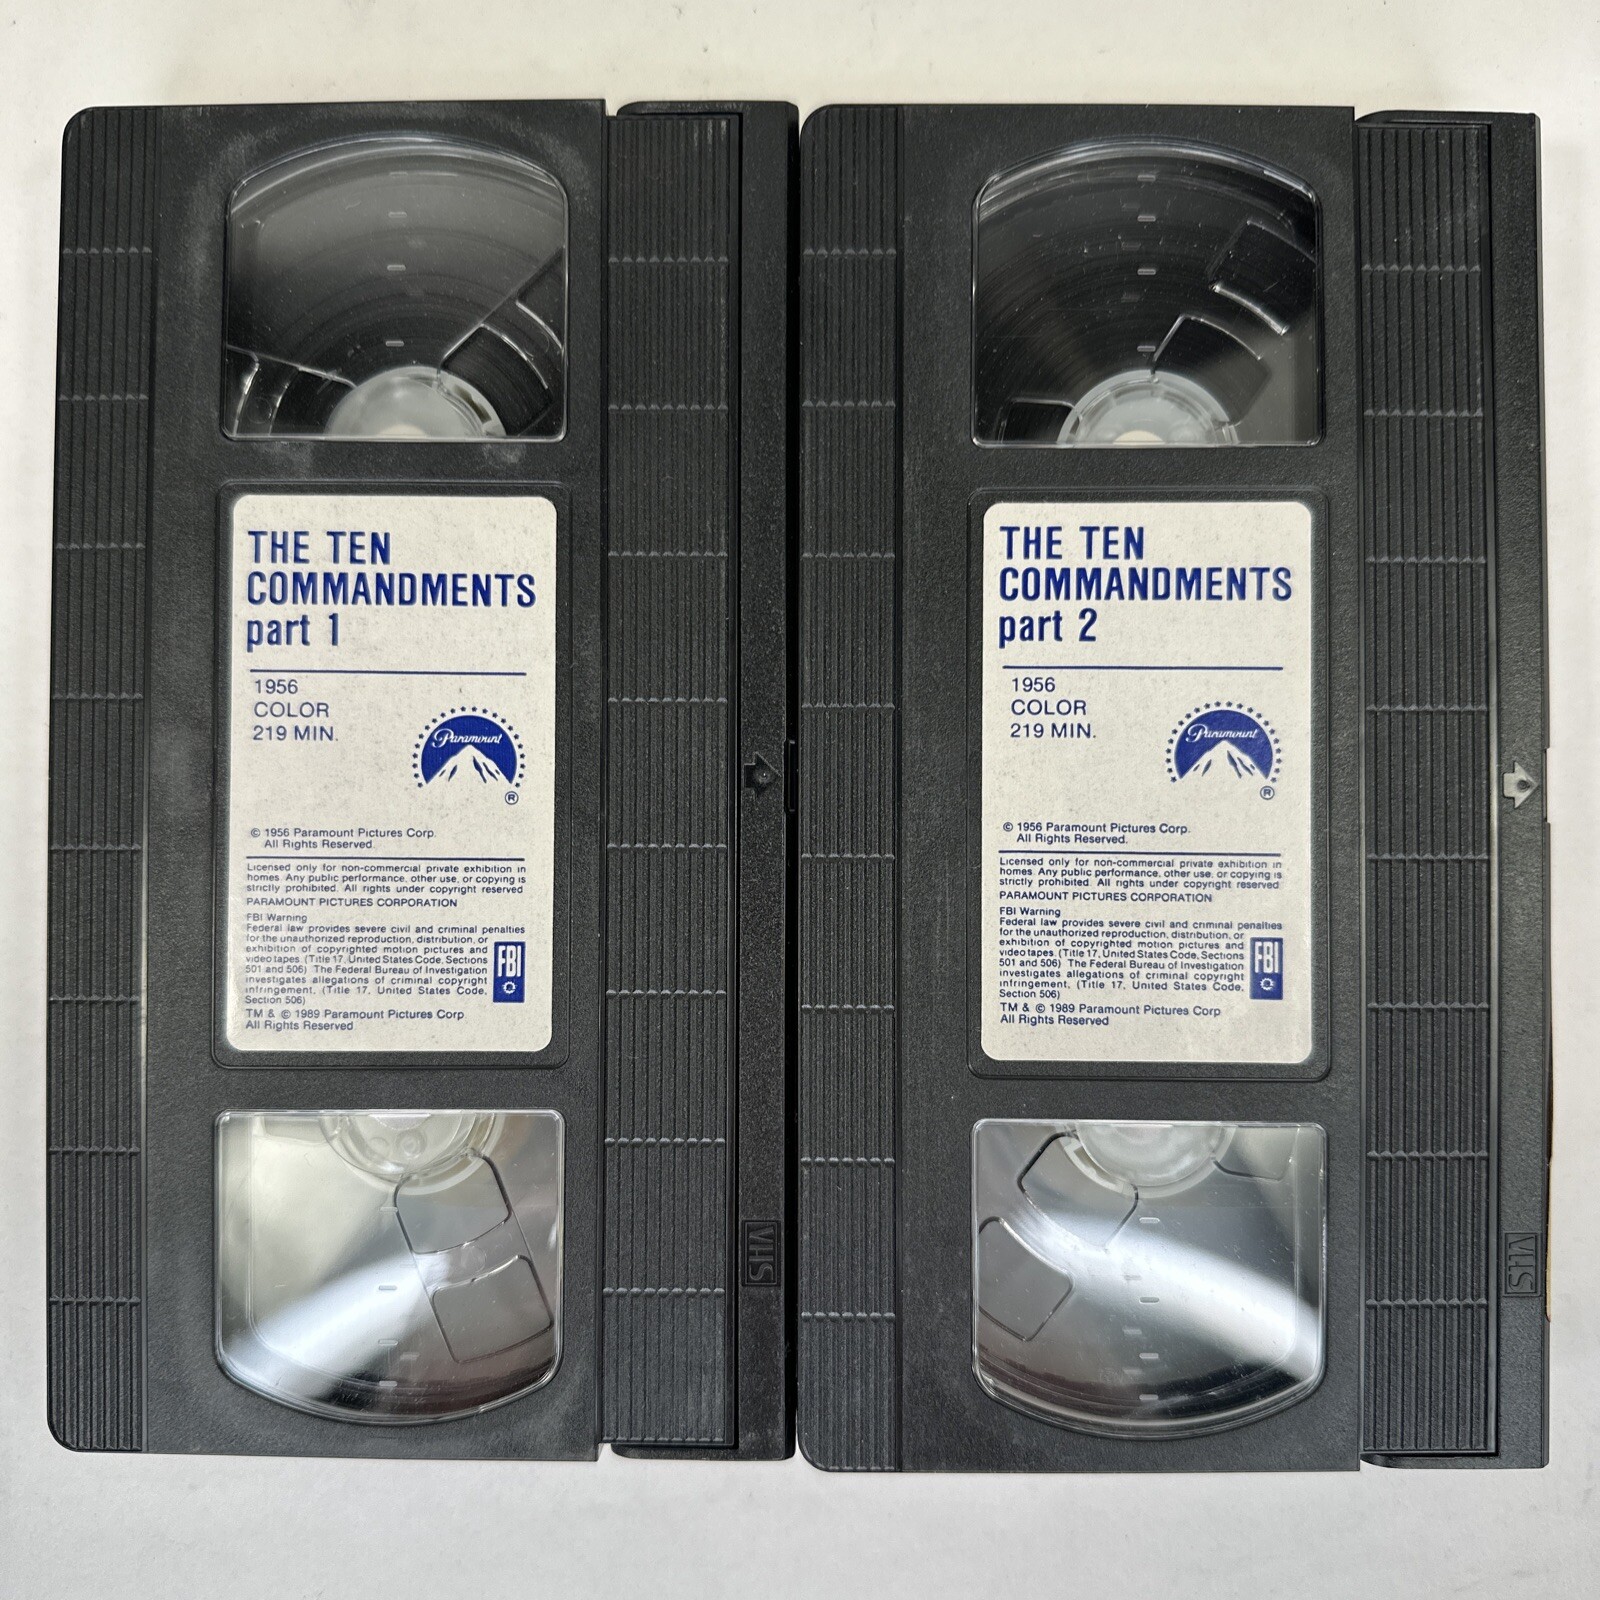 THE TEN
COMMANDMENTS
part 1
1956
COLOR
219 MIN.
Paramount
®
© 1956 Paramount Pictures Corp.
All Rights Reserved.
Licensed only for non-commercial private exhibition in
homes. Any public performance, other use, or copying is
strictly prohibited. All rights under copyright reserved
PARAMOUNT PICTURES CORPORATION
FBI Warning
Federal law provides severe civil and criminal penalties
for the unauthorized reproduction, distribution, or
exhibition of copyrighted motion pictures and
videotapes. (Title 17, United States Code, Sections
501 and 506) The Federal Bureau of Investigation
investigates allegations of criminal copyright
infringement, (Title 17, United States Code,
Section 506)
FBI
TM & © 1989 Paramount Pictures Corp
All Rights Reserved
VHS
THE TEN
COMMANDMENTS
part 2
1956
COLOR
219 MIN.
Paramount
®
© 1956 Paramount Pictures Corp.
All Rights Reserved.
Licensed only for non-commercial private exhibition in
homes. Any public performance, other use, or copying is
strictly prohibited. All rights under copyright reserved
PARAMOUNT PICTURES CORPORATION
FBI Warning
Federal law provides severe civil and criminal penalties
for the unauthorized reproduction, distribution, or
exhibition of copyrighted motion pictures and
videotapes. (Title 17, United States Code, Sections
501 and 506) The Federal Bureau of Investigation
investigates allegations of criminal copyright
infringement, (Title 17, United States Code,
Section 506)
FBI
TM & © 1989 Paramount Pictures Corp
All Rights Reserved
VHS